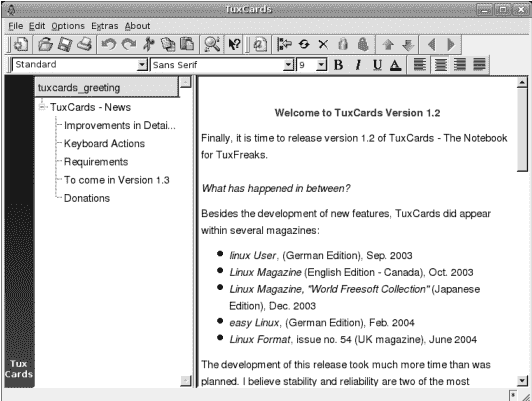 TuxCards
File Edit Options Extras About
Standard Sans Serif 9 B I U A
tuxcards_greeting
TuxCards - News
Improvements in Detai...
Keyboard Actions
Requirements
To come in Version 1.3
Donations
Tux
Cards
Welcome to TuxCards Version 1.2
Finally, it is time to release version 1.2 of TuxCards - The Notebook
for TuxFreaks.
What has happened in between?
Besides the development of new features, TuxCards did appear
within several magazines:
linux User, (German Edition), Sep. 2003
Linux Magazine (English Edition - Canada), Oct. 2003
Linux Magazine, "World Freesoft Collection" (Japanese
Edition), Dec. 2003
easy Linux, (German Edition), Feb. 2004
Linux Format, issue no. 54 (UK magazine), June 2004
The development of this release took much more time than was
planned. I believe stability and reliability are two of the most